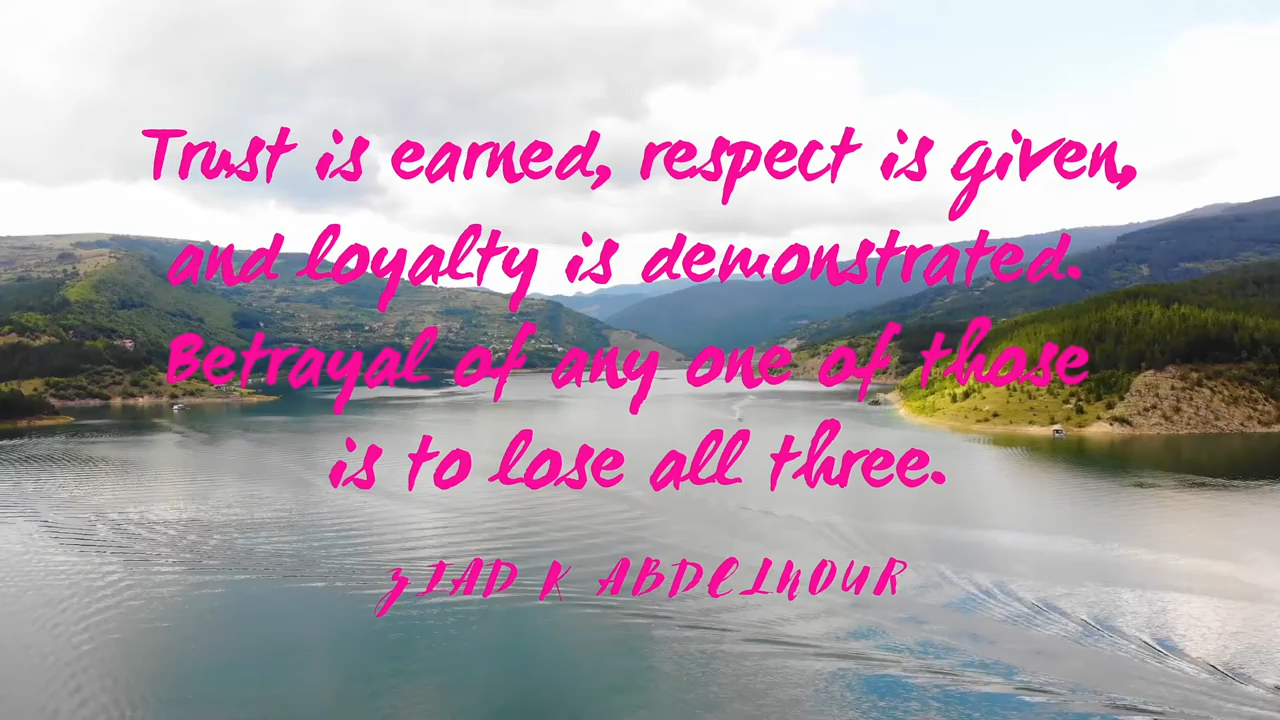 Trust is earned, respect is given,
and loyalty is demonstrated.
Betrayal of any one of those
is to lose all three.
ZIAD K ABDELNOUR